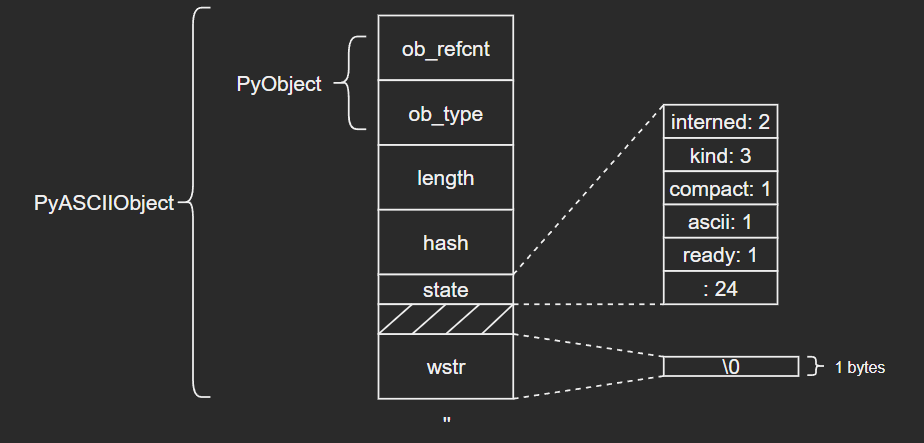 ob_refcnt
PyObject
ob_type
interned: 2
kind: 3
length
compact: 1
PyASCIIObject
ascii: 1
hash
ready: 1
state
: 24
wstr
\0
1 bytes
"